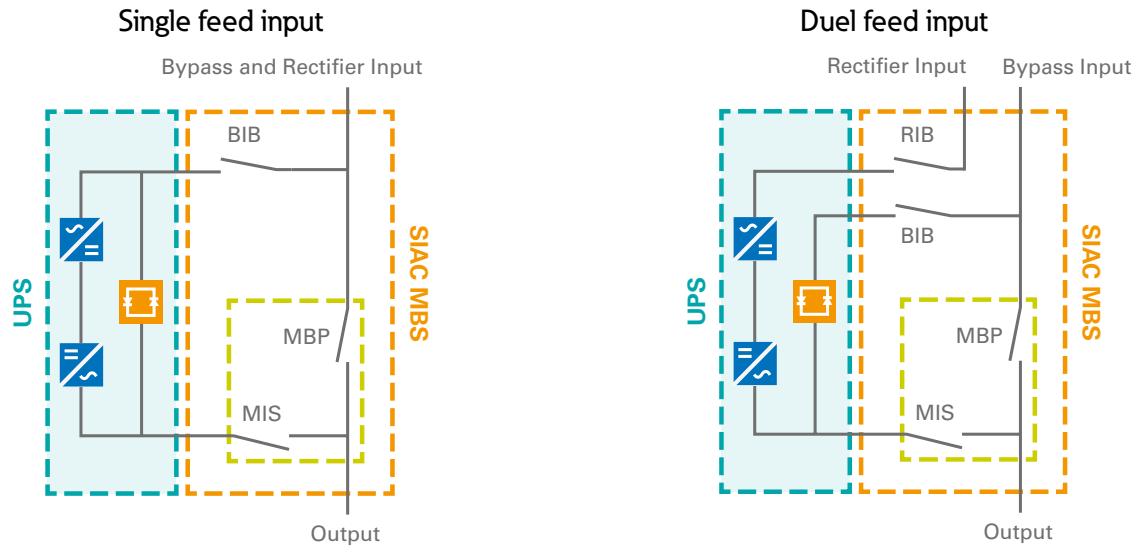 Single feed input
Bypass and Rectifier Input
BIB
UPS
SIAC MBS
MBP
MIS
Output
Duel feed input
Rectifier Input
Bypass Input
RIB
BIB
UPS
SIAC MBS
MBP
MIS
Output